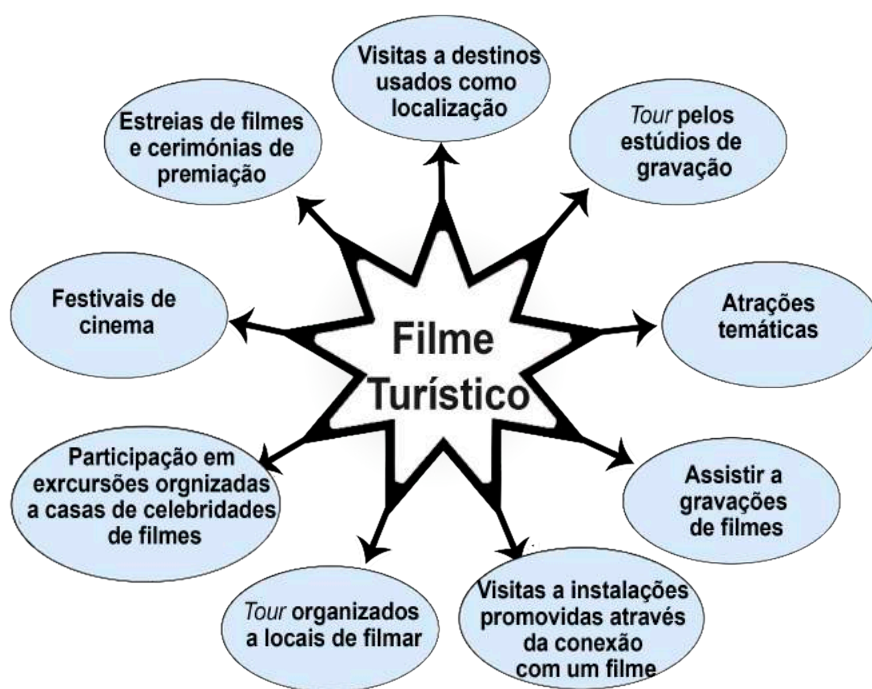 Visitas a destinos
usados como
localização
Tour pelos
estúdios de
gravação
Atrações
temáticas
Assistir a
gravações
de filmes
Visitas a instalações
promovidas através
da conexão
com um filme
Tour organizados
a locais de filmar
Participação em
exrcursões orgnizadas
a casas de celebridades
de filmes
Festivais de
cinema
Estreias de filmes
e cerimónias de
premiação
Filme
Turístico